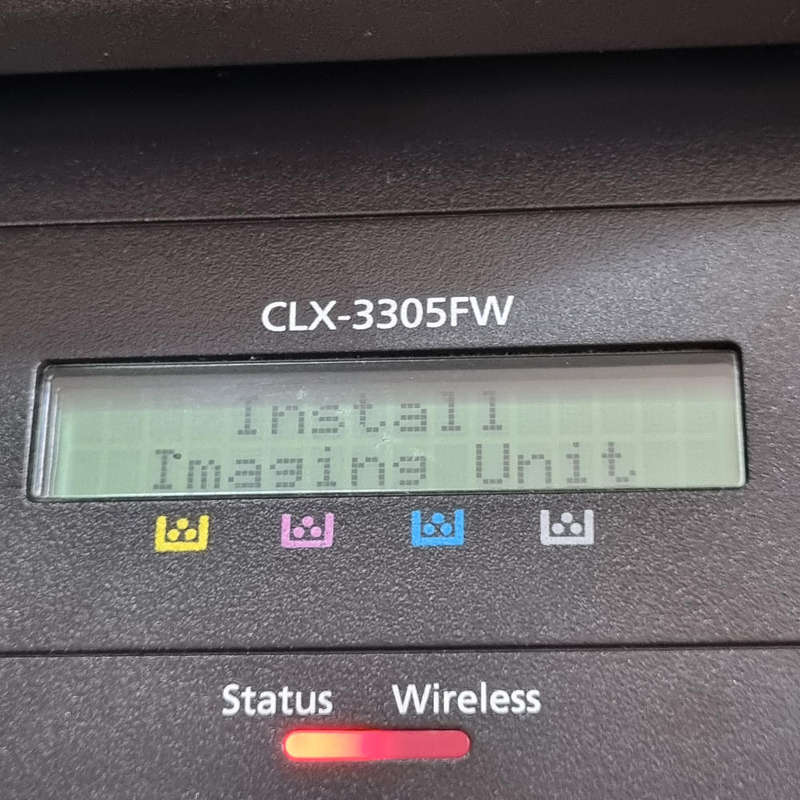 CLX-3305FW
Install
Imaging Unit
Status Wireless